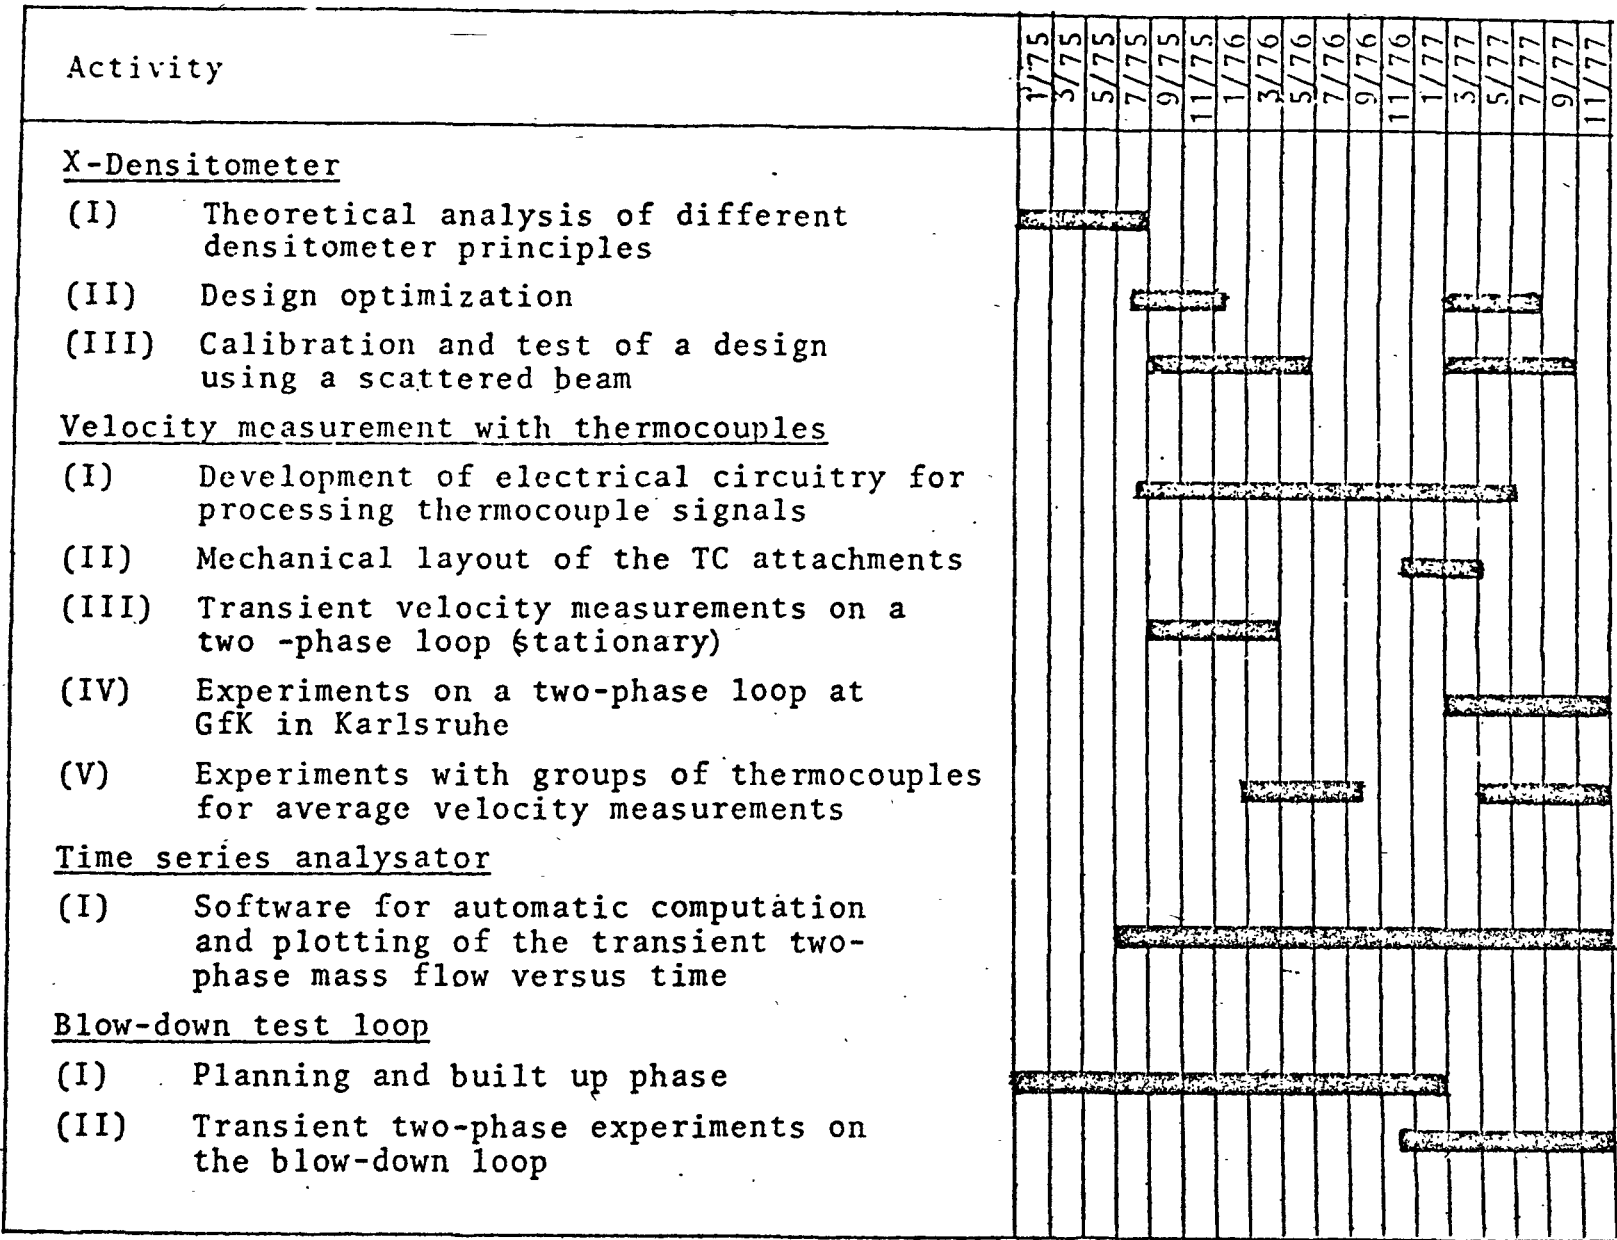 Activity
1/75 3/75 5/75 7/75 9/75 11/75 1/76 3/76 5/76 7/76 9/76 11/76 1/77 3/77 5/77 7/77 9/77 11/77
X-Densitometer
(I) Theoretical analysis of different
densitometer principles
(II) Design optimization
(III) Calibration and test of a design
using a scattered beam
Velocity measurement with thermocouples
(I) Development of electrical circuitry for
processing thermocouple signals
(II) Mechanical layout of the TC attachments
(III) Transient velocity measurements on a
two -phase loop (stationary)
(IV) Experiments on a two-phase loop at
GfK in Karlsruhe
(V) Experiments with groups of thermocouples
for average velocity measurements
Time series analysator
(I) Software for automatic computation
and plotting of the transient two-
phase mass flow versus time
Blow-down test loop
(I) Planning and built up phase
(II) Transient two-phase experiments on
the blow-down loop